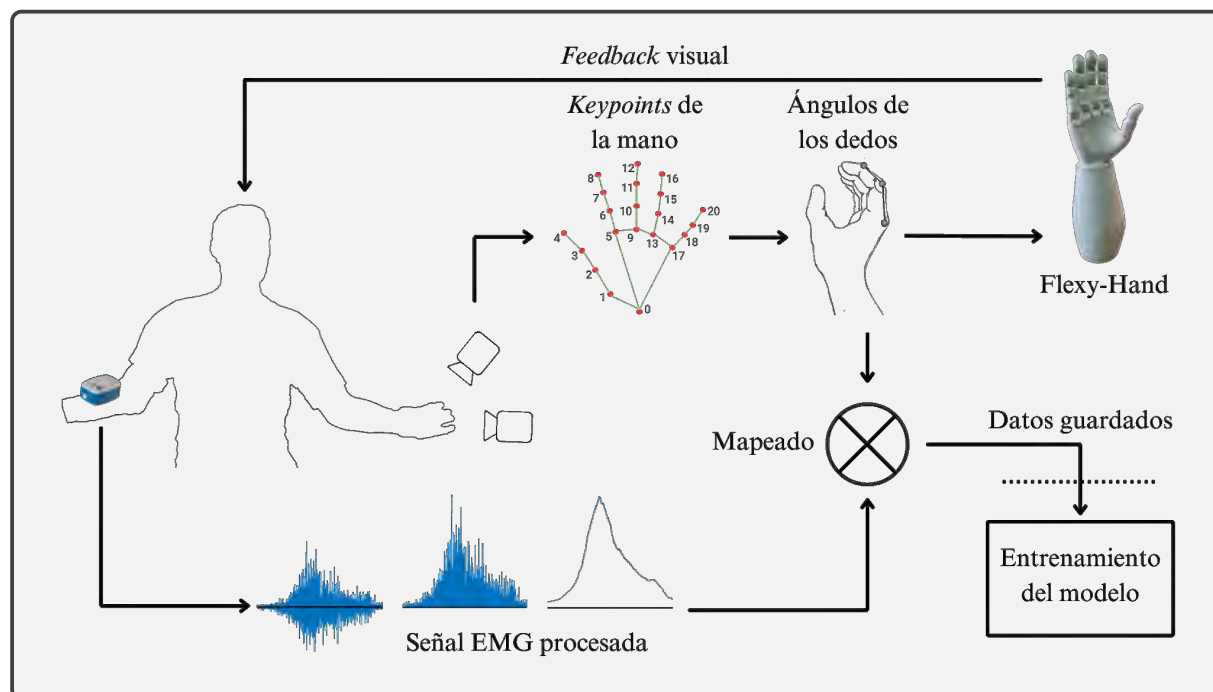 Feedback visual
Keypoints de
la mano
Ángulos de
los dedos
12
8
11
16
7
10
15
6
14
20
5
9
13
19
18
4
17
3
2
1
0
Flexy-Hand
Mapeado
Datos guardados
Entrenamiento
del modelo
Señal EMG procesada